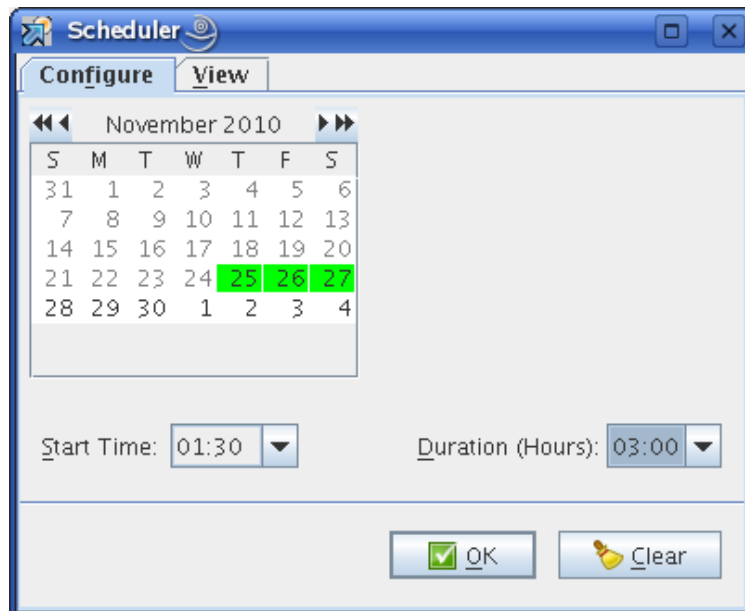 Scheduler
Configure View
November 2010
S M T W T F S
31 1 2 3 4 5 6
7 8 9 10 11 12 13
14 15 16 17 18 19 20
21 22 23 24 25 26 27
28 29 30 1 2 3 4
Start Time: 01:30 Duration (Hours): 03:00
OK Clear